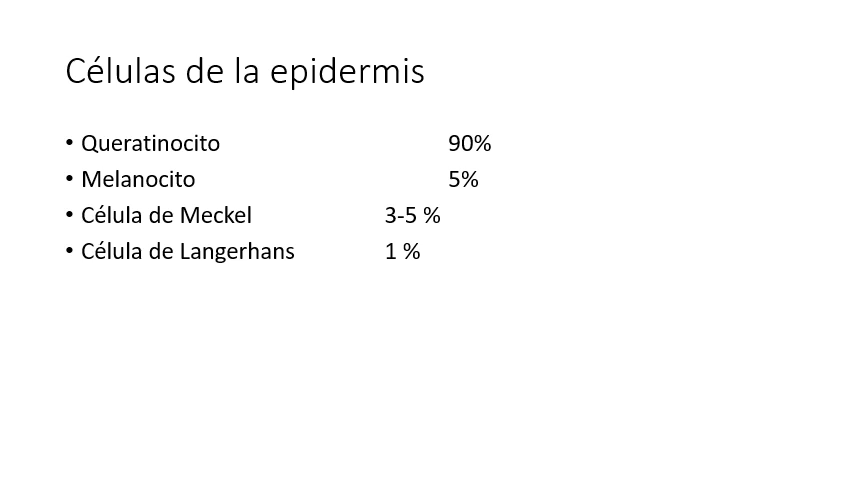 Células de la epidermis
• Queratinocito 90%
• Melanocito 5%
• Célula de Meckel 3-5 %
• Célula de Langerhans 1 %